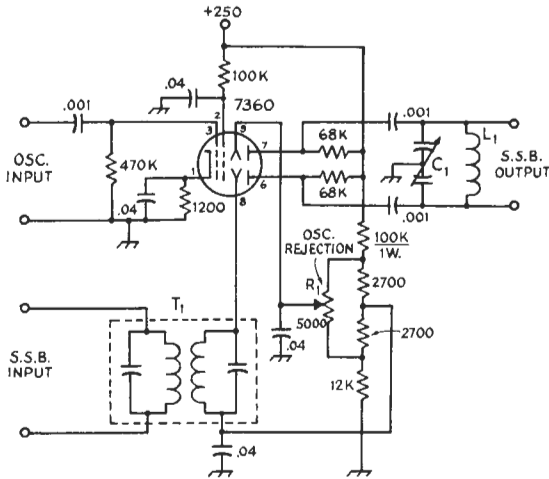 +250
100K
.04
7360
.001
2
3
9
7
68K
.001
L1
OSC.
INPUT
470K
1
6
8
68K
C1
S.S.B.
OUTPUT
.04
1200
.001
OSC.
REJECTION
100K
1W.
R1
2700
5000
.04
2700
T1
S.S.B.
INPUT
12K
.04